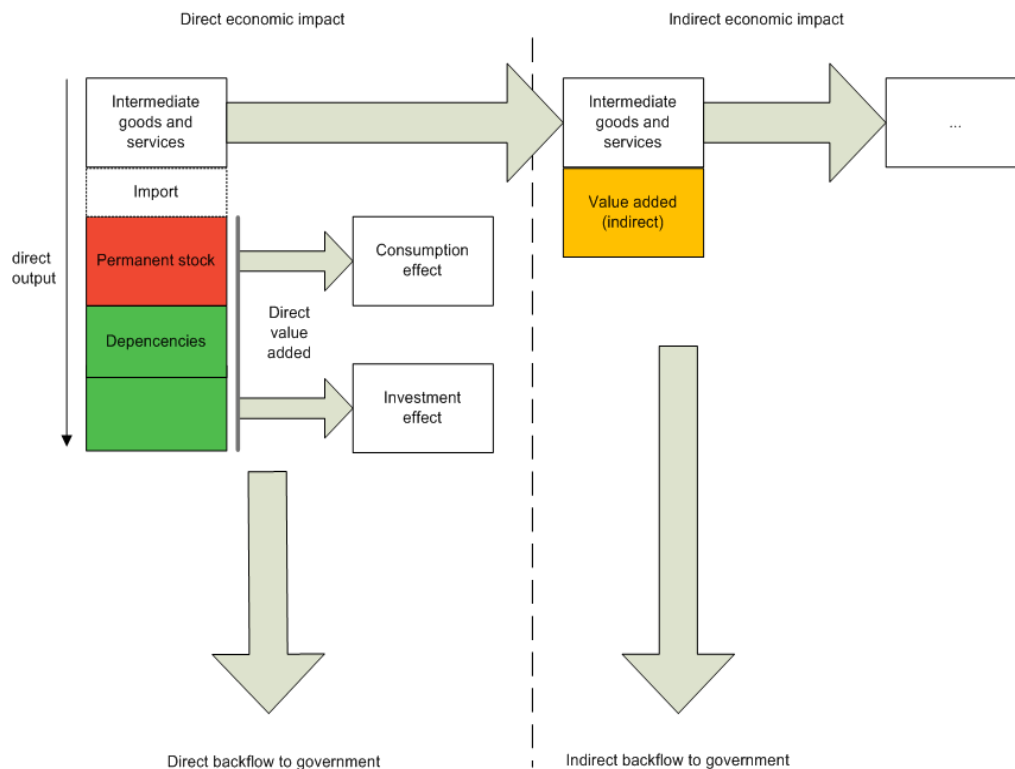 Direct economic impact
Indirect economic impact
Intermediate
goods and
services
Intermediate
goods and
services
...
Import
Value added
(indirect)
direct
output
Permanent stock
Consumption
effect
Direct
value
added
Depencencies
Investment
effect
Direct backflow to government
Indirect backflow to government